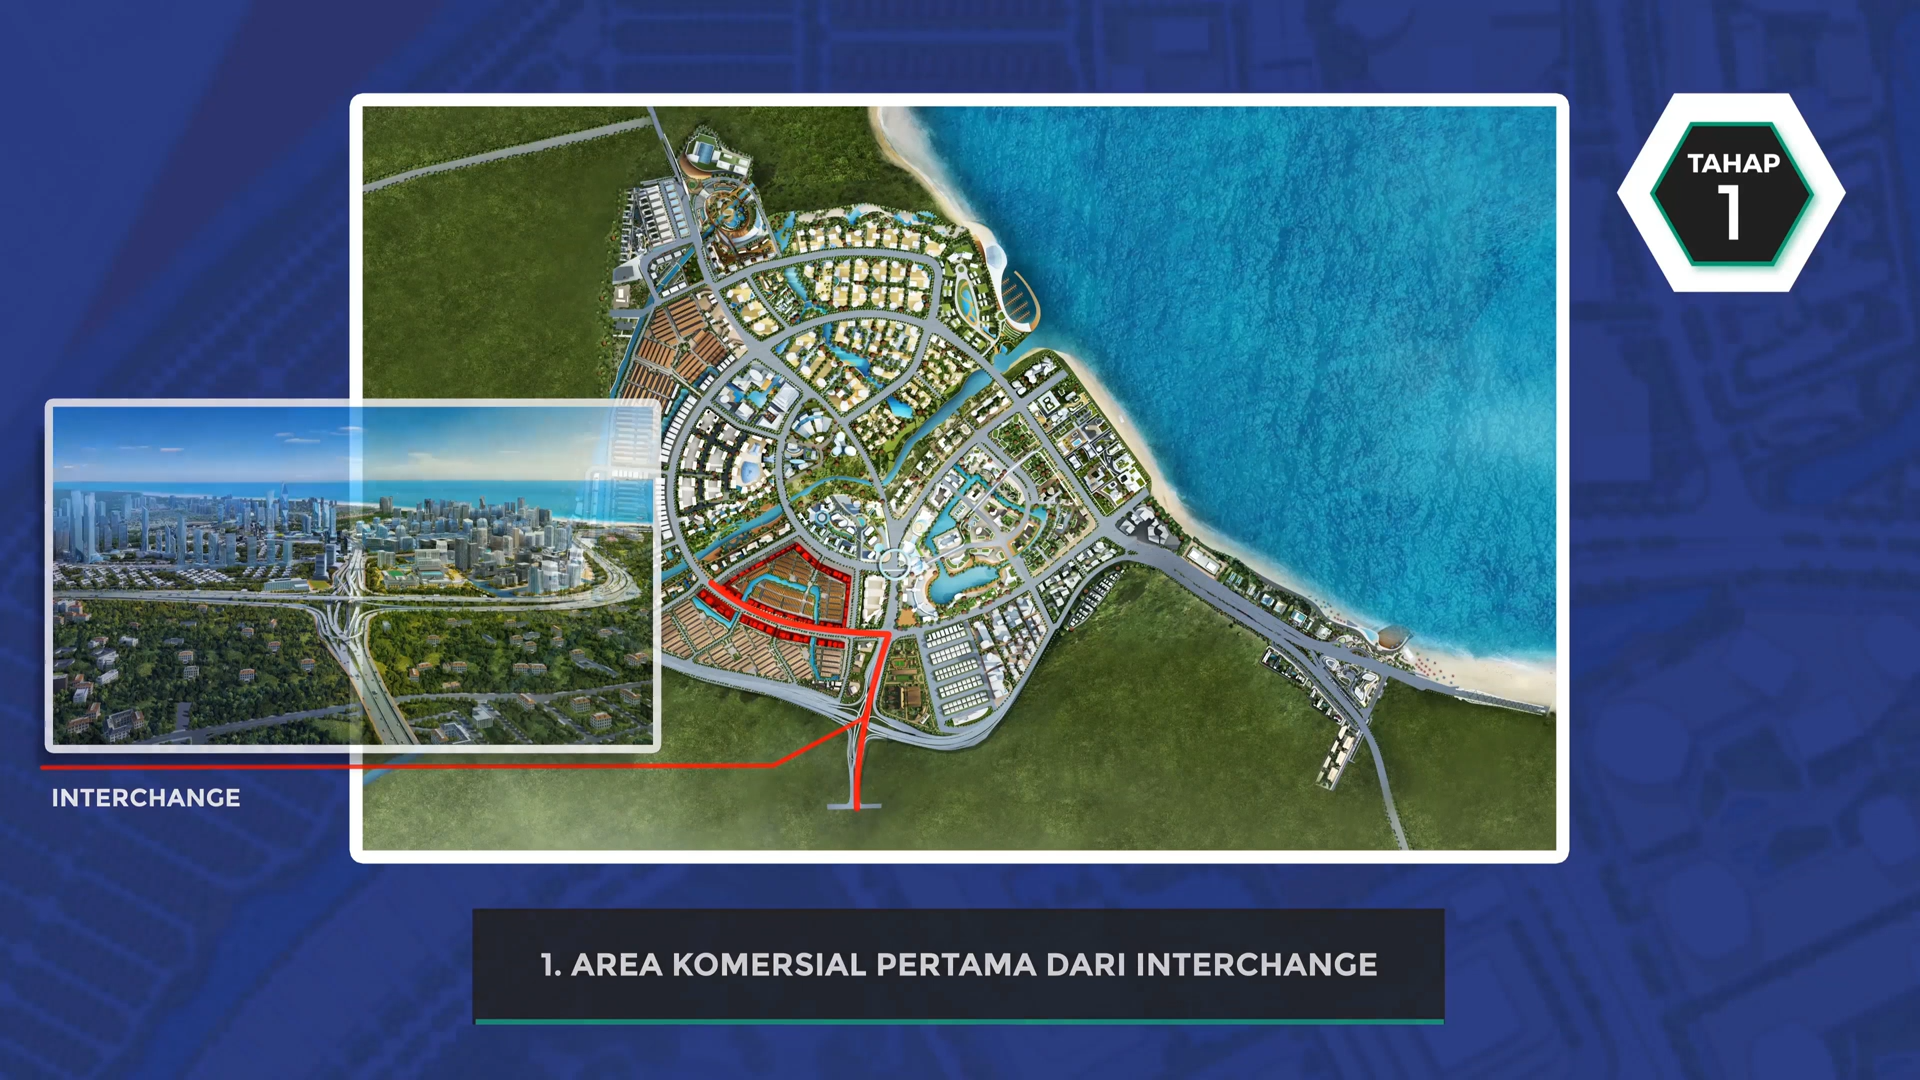 TAHAP
1
INTERCHANGE
1. AREA KOMERSIAL PERTAMA DARI INTERCHANGE